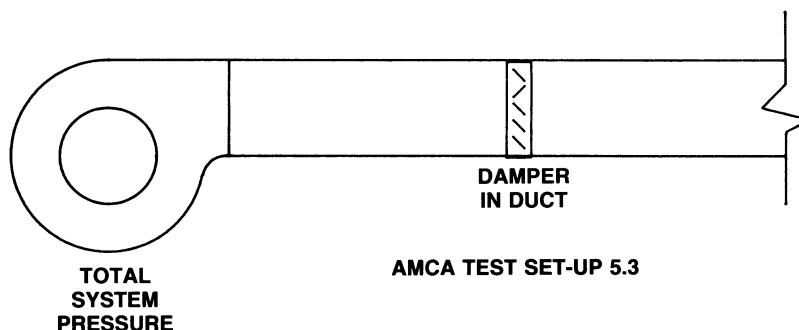 DAMPER
IN DUCT
AMCA TEST SET-UP 5.3
TOTAL
SYSTEM
PRESSURE